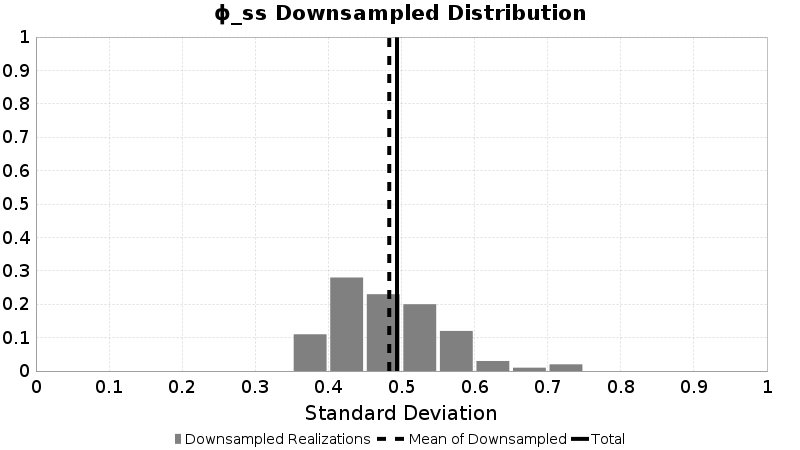 ϕ_ss Downsampled Distribution
1
0.9
0.8
0.7
0.6
0.5
0.4
0.3
0.2
0.1
0
0 0.1 0.2 0.3 0.4 0.5 0.6 0.7 0.8 0.9 1
Standard Deviation
Downsampled Realizations Mean of Downsampled Total